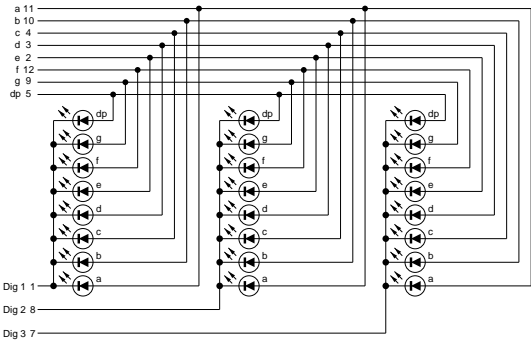 a 11
b 10
c 4
d 3
e 2
f 12
g 9
dp 5
dp dp dp
g g g
f f f
e e e
d d d
c c c
b b b
Dig 1 1 a a a
Dig 2 8
Dig 3 7